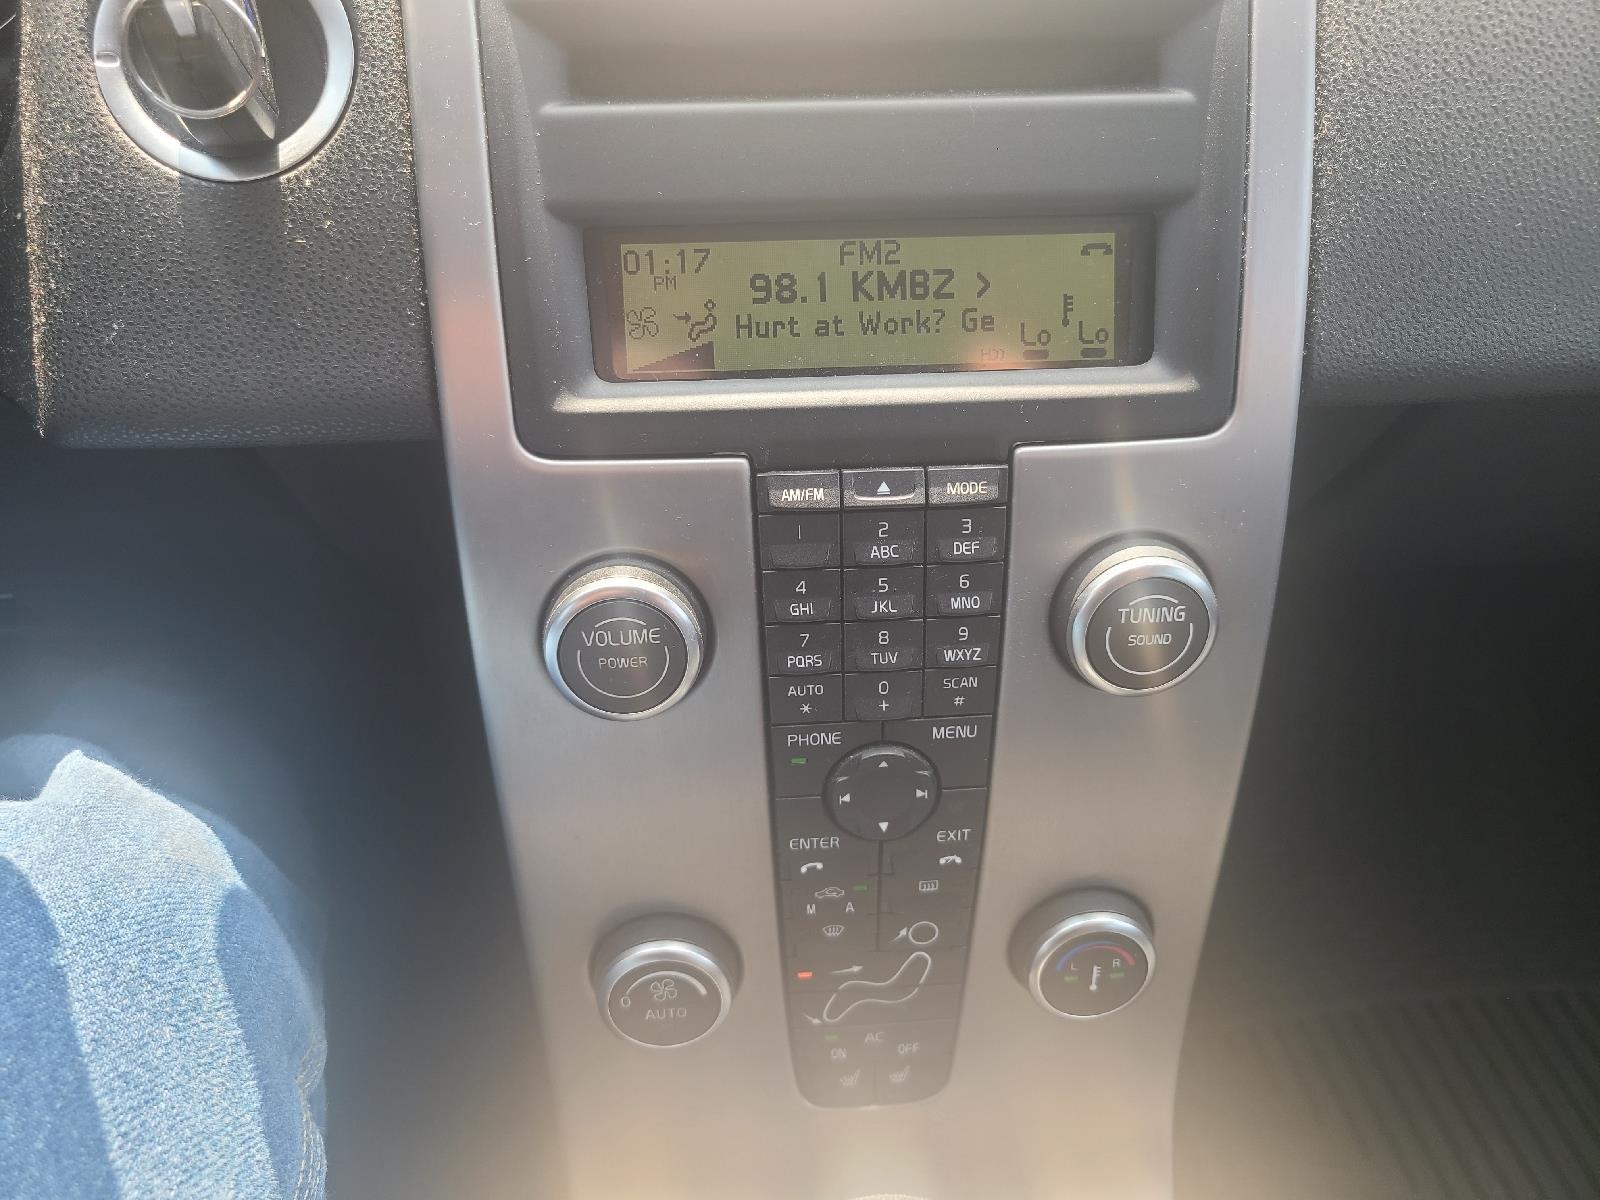 01:17 FM2
PM
98.1 KMBZ >
Hurt at Work? Ge
Lo Lo
HD
AM/FM MODE
1 2 3
ABC DEF
4 5 6
GHI JKL MNO
7 8 9
PQRS TUV WXYZ
AUTO 0 SCAN
* + #
VOLUME
POWER
TUNING
SOUND
PHONE MENU
ENTER EXIT
M A
0
AUTO
L R
AC
ON OFF